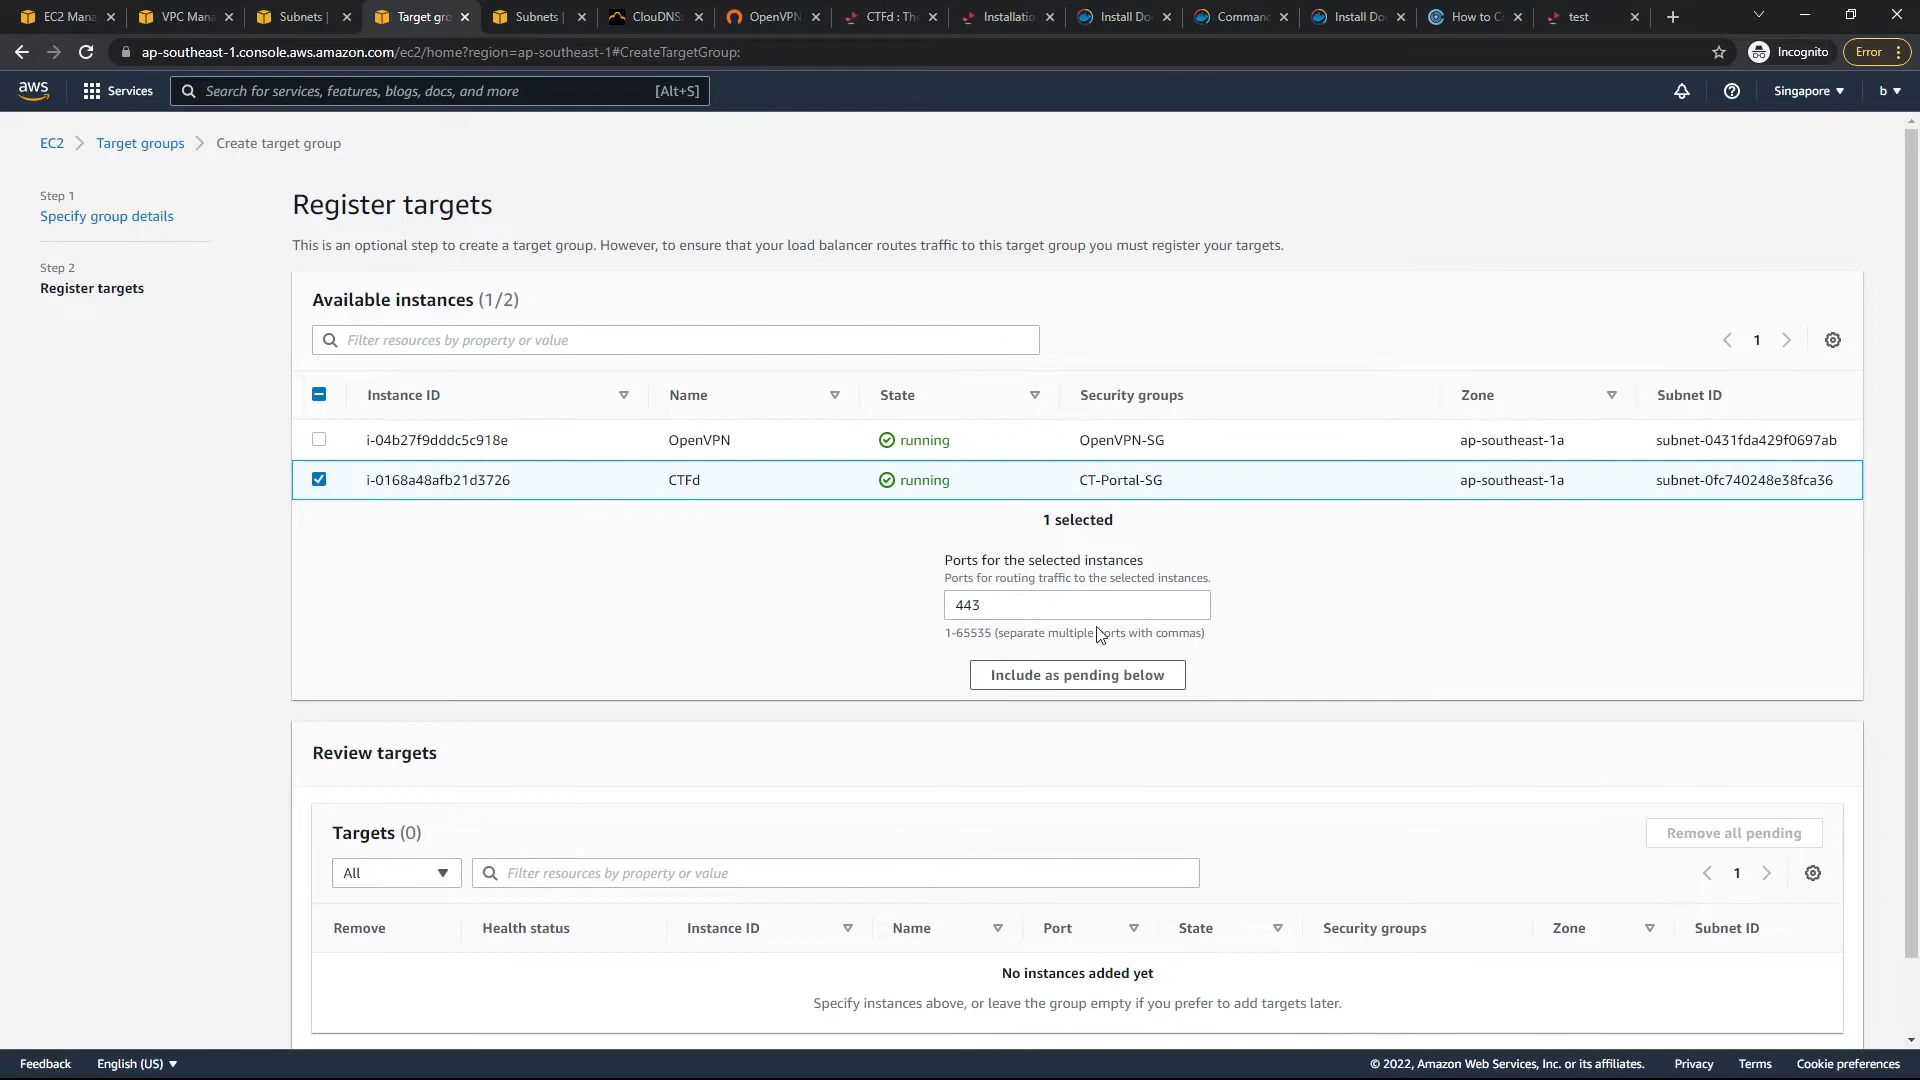 EC2 Mana
VPC Mana
Subnets |
Target gro
Subnets |
ClouDNS:
OpenVPN
CTFd : The
Installatio
Install Do
Comman
Install Do
How to C
test
ap-southeast-1.console.aws.amazon.com/ec2/home?region=ap-southeast-1#CreateTargetGroup:
Incognito
Error
aws
Services
Search for services, features, blogs, docs, and more
[Alt+S]
Singapore
b
EC2
Target groups
Create target group
Step 1
Specify group details
Step 2
Register targets
Register targets
This is an optional step to create a target group. However, to ensure that your load balancer routes traffic to this target group you must register your targets.
Available instances (1/2)
Filter resources by property or value
1
Instance ID
Name
State
Security groups
Zone
Subnet ID
i-04b27f9dddc5c918e
OpenVPN
running
OpenVPN-SG
ap-southeast-1a
subnet-0431fda429f0697ab
i-0168a48afb21d3726
CTFd
running
CT-Portal-SG
ap-southeast-1a
subnet-0fc740248e38fca36
1 selected
Ports for the selected instances
Ports for routing traffic to the selected instances.
443
1-65535 (separate multiple ports with commas)
Include as pending below
Review targets
Targets (0)
Remove all pending
All
Filter resources by property or value
1
Remove
Health status
Instance ID
Name
Port
State
Security groups
Zone
Subnet ID
No instances added yet
Specify instances above, or leave the group empty if you prefer to add targets later.
Feedback
English (US)
© 2022, Amazon Web Services, Inc. or its affiliates.
Privacy
Terms
Cookie preferences